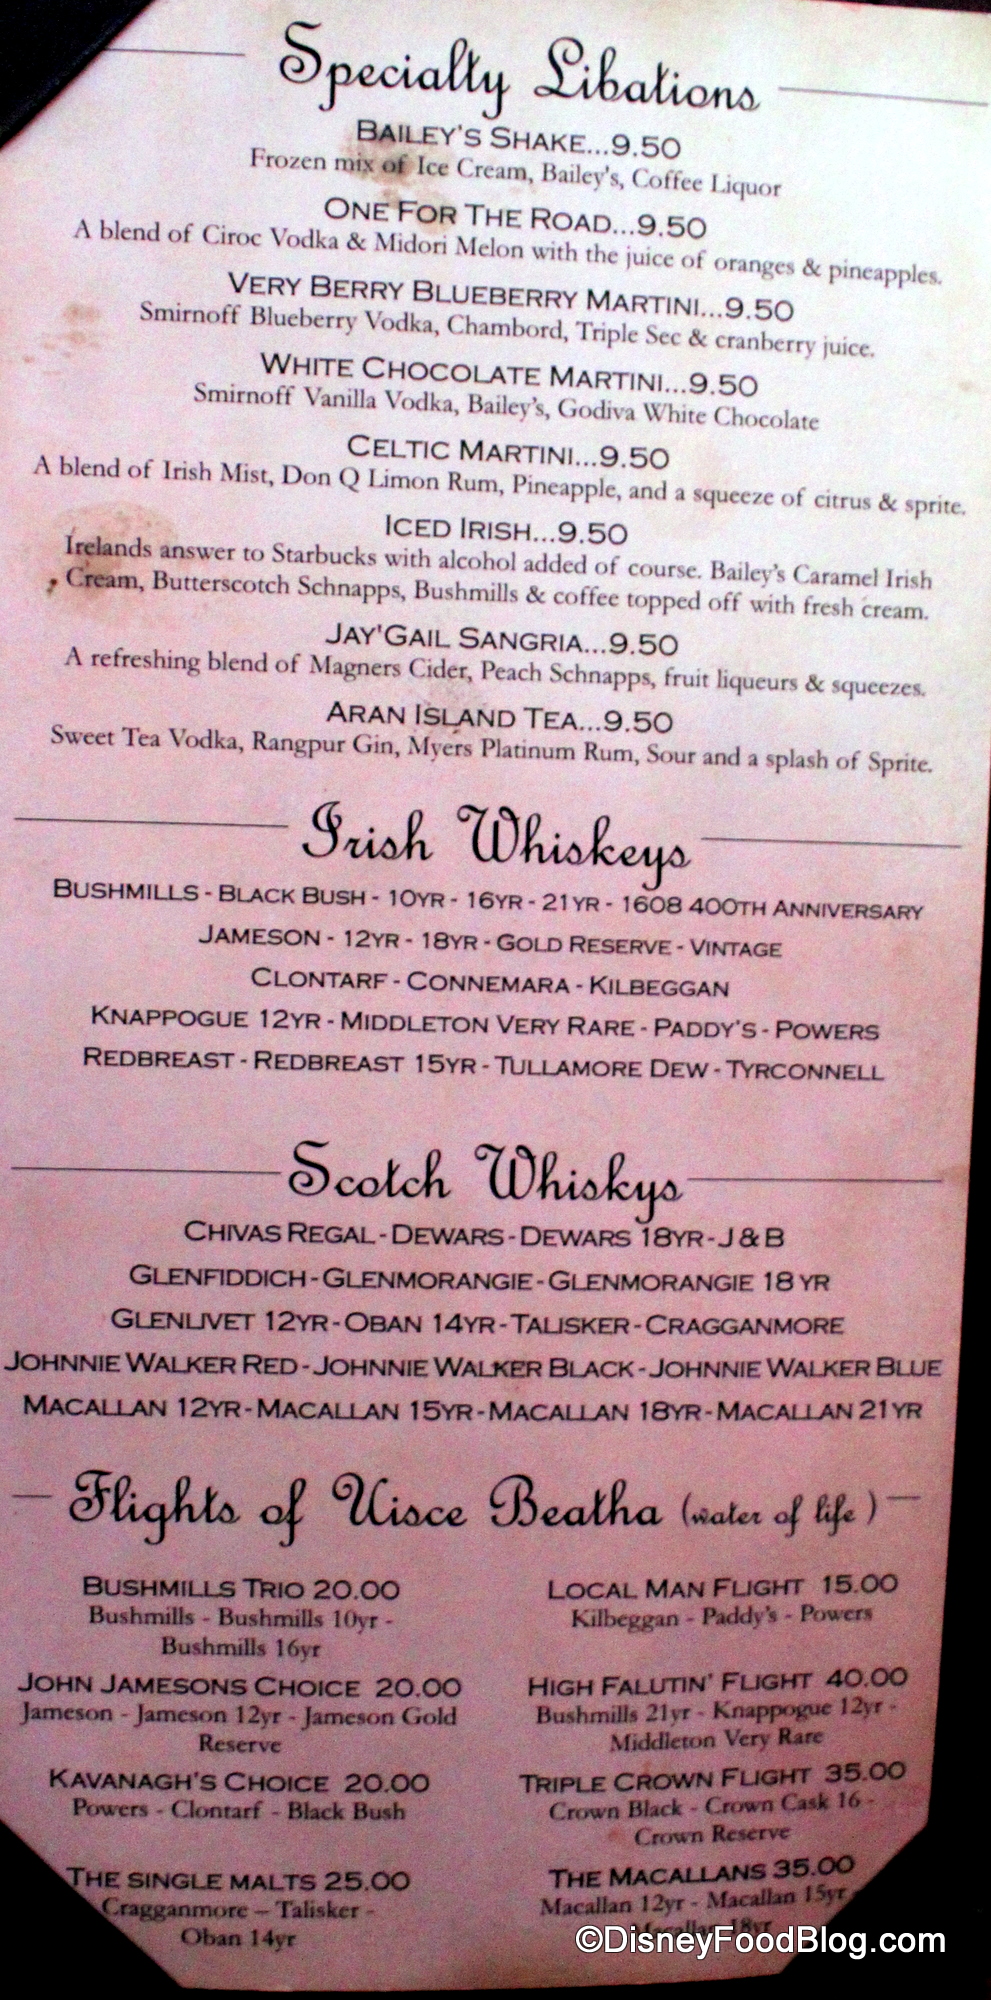 Specialty Libations
BAILEY'S SHAKE...9.50
Frozen mix of Ice Cream, Bailey's, Coffee Liquor
ONE FOR THE ROAD...9.50
A blend of Ciroc Vodka & Midori Melon with the juice of oranges & pineapples.
VERY BERRY BLUEBERRY MARTINI...9.50
Smirnoff Blueberry Vodka, Chambord, Triple Sec & cranberry juice.
WHITE CHOCOLATE MARTINI...9.50
Smirnoff Vanilla Vodka, Bailey's, Godiva White Chocolate
CELTIC MARTINI...9.50
A blend of Irish Mist, Don Q Limon Rum, Pineapple, and a squeeze of citrus & sprite.
ICED IRISH...9.50
Irelands answer to Starbucks with alcohol added of course. Bailey's Caramel Irish
Cream, Butterscotch Schnapps, Bushmills & coffee topped off with fresh cream.
JAY'GAIL SANGRIA...9.50
A refreshing blend of Magners Cider, Peach Schnapps, fruit liqueurs & squeezes.
ARAN ISLAND TEA...9.50
Sweet Tea Vodka, Rangpur Gin, Myers Platinum Rum, Sour and a splash of Sprite.
Irish Whiskeys
BUSHMILLS - BLACK BUSH - 10YR - 16YR - 21YR - 1608 400TH ANNIVERSARY
JAMESON - 12YR - 18YR - GOLD RESERVE - VINTAGE
CLONTARF - CONNEMARA - KILBEGGAN
KNAPPOGUE 12YR - MIDDLETON VERY RARE - PADDY'S - POWERS
REDBREAST - REDBREAST 15YR - TULLAMORE DEW - TYRCONNELL
Scotch Whiskys
CHIVAS REGAL - DEWARS - DEWARS 18YR - J & B
GLENFIDDICH - GLENMORANGIE - GLENMORANGIE 18 YR
GLENLIVET 12YR - OBAN 14YR - TALISKER - CRAGGANMORE
JOHNNIE WALKER RED - JOHNNIE WALKER BLACK - JOHNNIE WALKER BLUE
MACALLAN 12YR - MACALLAN 15YR - MACALLAN 18YR - MACALLAN 21YR
Flights of Uisce Beatha (water of life)
BUSHMILLS TRIO 20.00
Bushmills - Bushmills 10yr -
Bushmills 16yr
JOHN JAMESONS CHOICE 20.00
Jameson - Jameson 12yr - Jameson Gold
Reserve
KAVANAGH'S CHOICE 20.00
Powers - Clontarf - Black Bush
THE SINGLE MALTS 25.00
Cragganmore – Talisker -
Oban 14yr
LOCAL MAN FLIGHT 15.00
Kilbeggan - Paddy's - Powers
HIGH FALUTIN' FLIGHT 40.00
Bushmills 21yr - Knappogue 12yr -
Middleton Very Rare
TRIPLE CROWN FLIGHT 35.00
Crown Black - Crown Cask 16 -
Crown Reserve
THE MACALLANS 35.00
Macallan 12yr - Macallan 15yr
Macallan 18yr
©DisneyFoodBlog.com